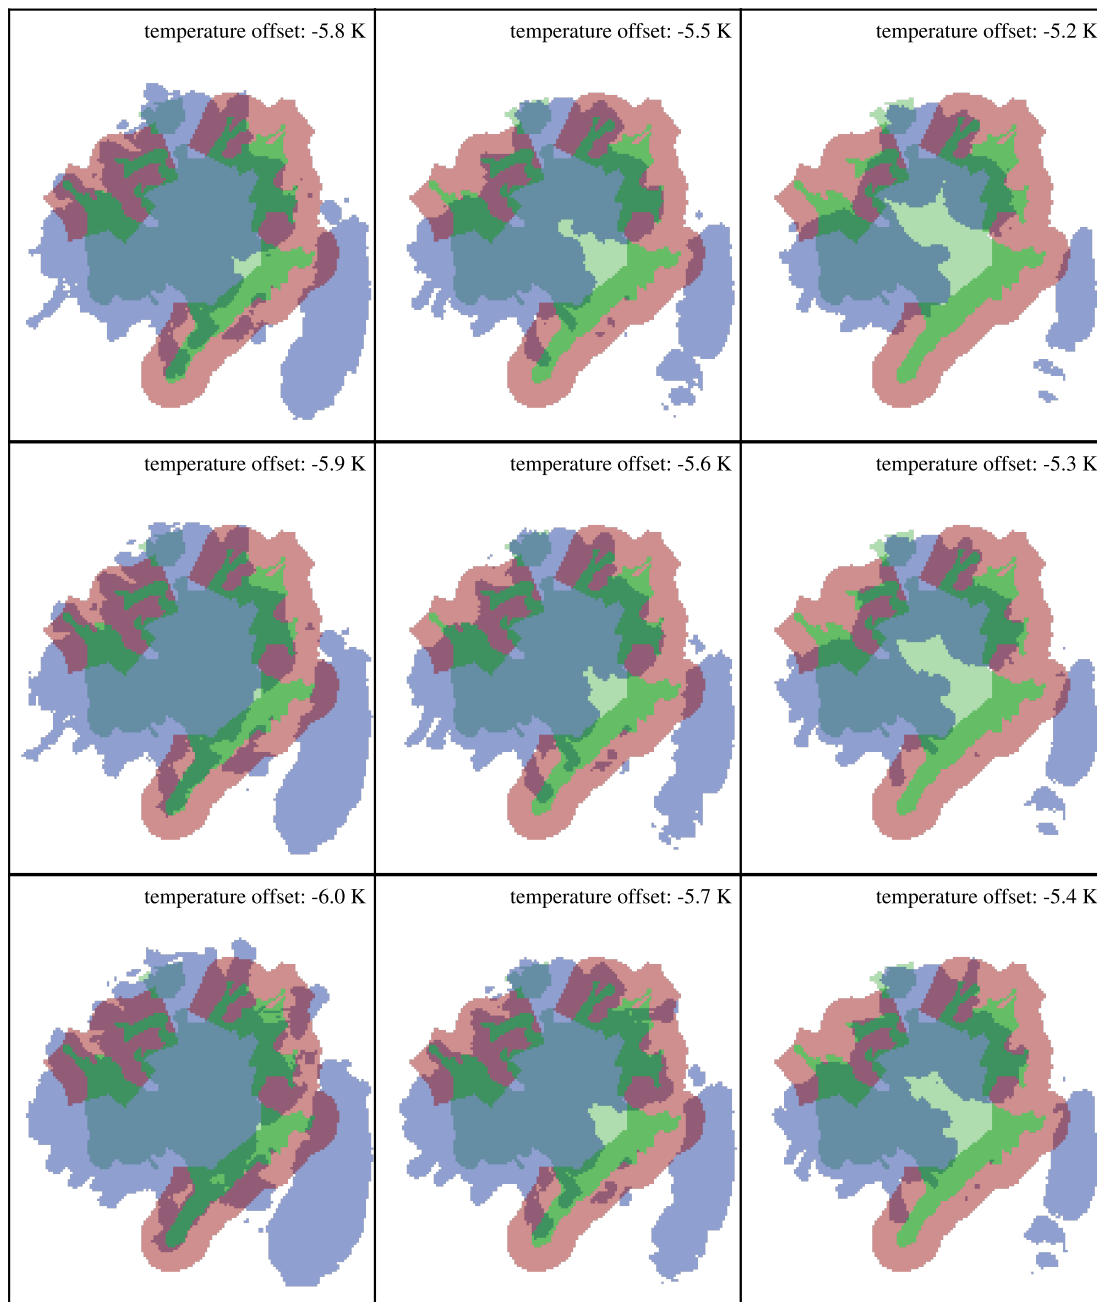 temperature offset: -5.8 K
temperature offset: -5.5 K
temperature offset: -5.2 K
temperature offset: -5.9 K
temperature offset: -5.6 K
temperature offset: -5.3 K
temperature offset: -6.0 K
temperature offset: -5.7 K
temperature offset: -5.4 K